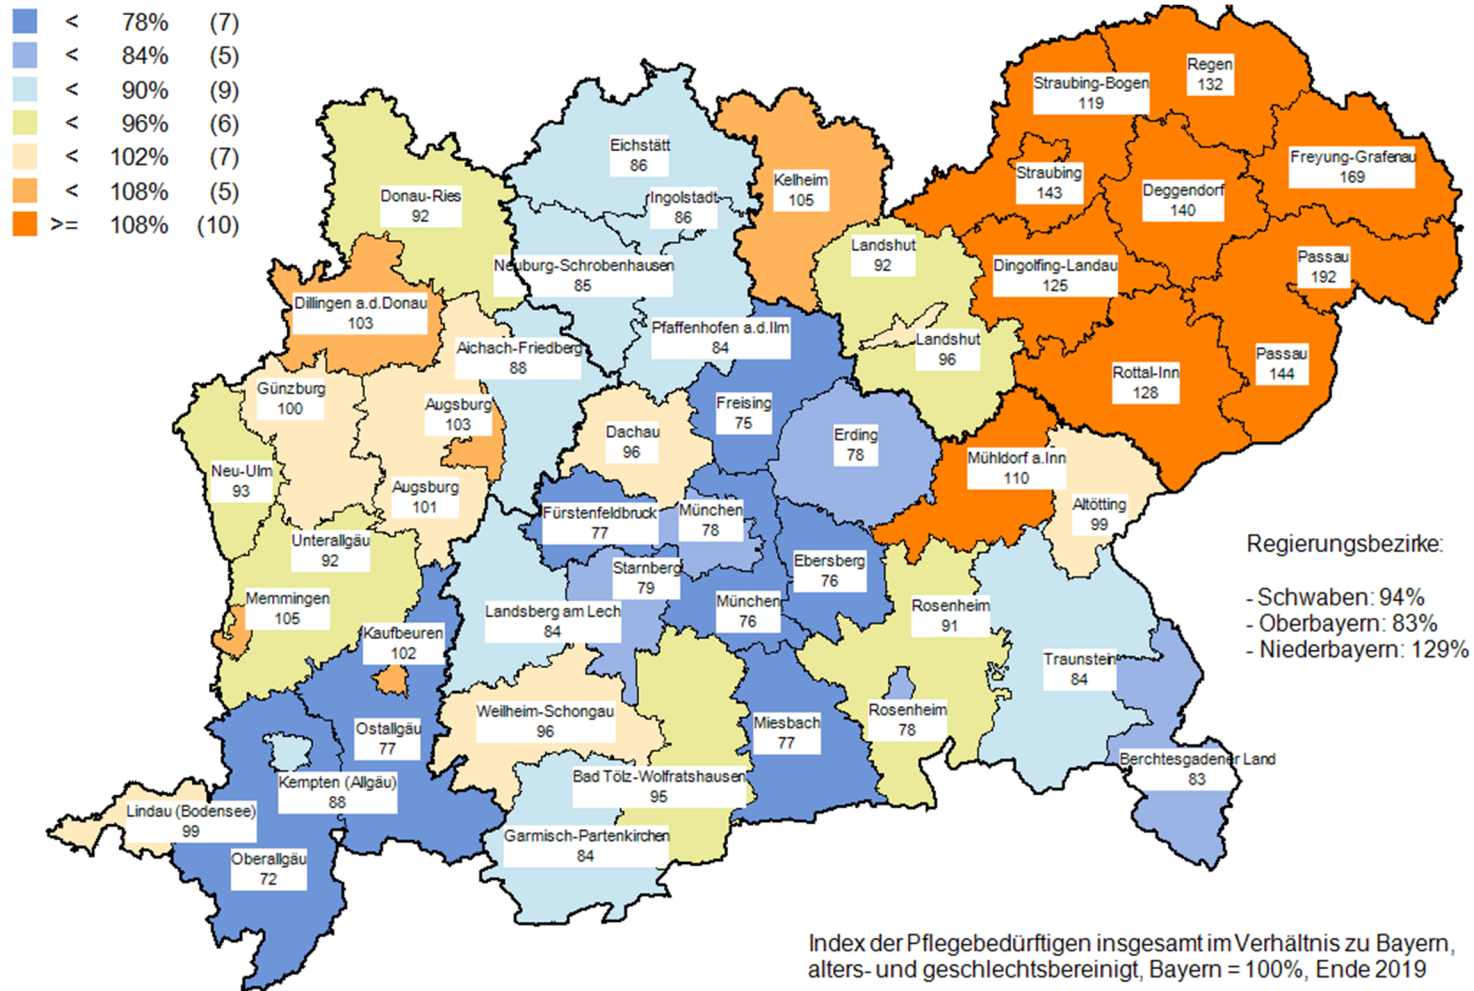 < 78% (7)
< 84% (5)
< 90% (9)
< 96% (6)
< 102% (7)
< 108% (5)
>= 108% (10)
Regen
132
Straubing-Bogen
119
Eichstätt
86
Freyung-Grafenau
169
Kelheim
105
Straubing
143
Deggendorf
140
Donau-Ries
92
Ingolstadt
86
Landshut
92
Passau
192
Neuburg-Schrobenhausen
85
Dingolfing-Landau
125
Dillingen a.d.Donau
103
Pfaffenhofen a.d.Ilm
84
Landshut
96
Aichach-Friedberg
88
Passau
144
Rottal-Inn
128
Günzburg
100
Augsburg
103
Freising
75
Dachau
96
Erding
78
Mühldorf a.Inn
110
Neu-Ulm
93
Augsburg
101
Altötting
99
Fürstenfeldbruck
77
München
78
Unterallgäu
92
Ebersberg
76
Starnberg
79
Memmingen
105
München
76
Rosenheim
91
Landsberg am Lech
84
Kaufbeuren
102
Traunstein
84
Weilheim-Schongau
96
Rosenheim
78
Miesbach
77
Ostallgäu
77
Berchtesgadener Land
83
Bad Tölz-Wolfratshausen
95
Kempten (Allgäu)
88
Lindau (Bodensee)
99
Garmisch-Partenkirchen
84
Oberallgäu
72
Regierungsbezirke:
- Schwaben: 94%
- Oberbayern: 83%
- Niederbayern: 129%
Index der Pflegebedürftigen insgesamt im Verhältnis zu Bayern,
alters- und geschlechtsbereinigt, Bayern = 100%, Ende 2019